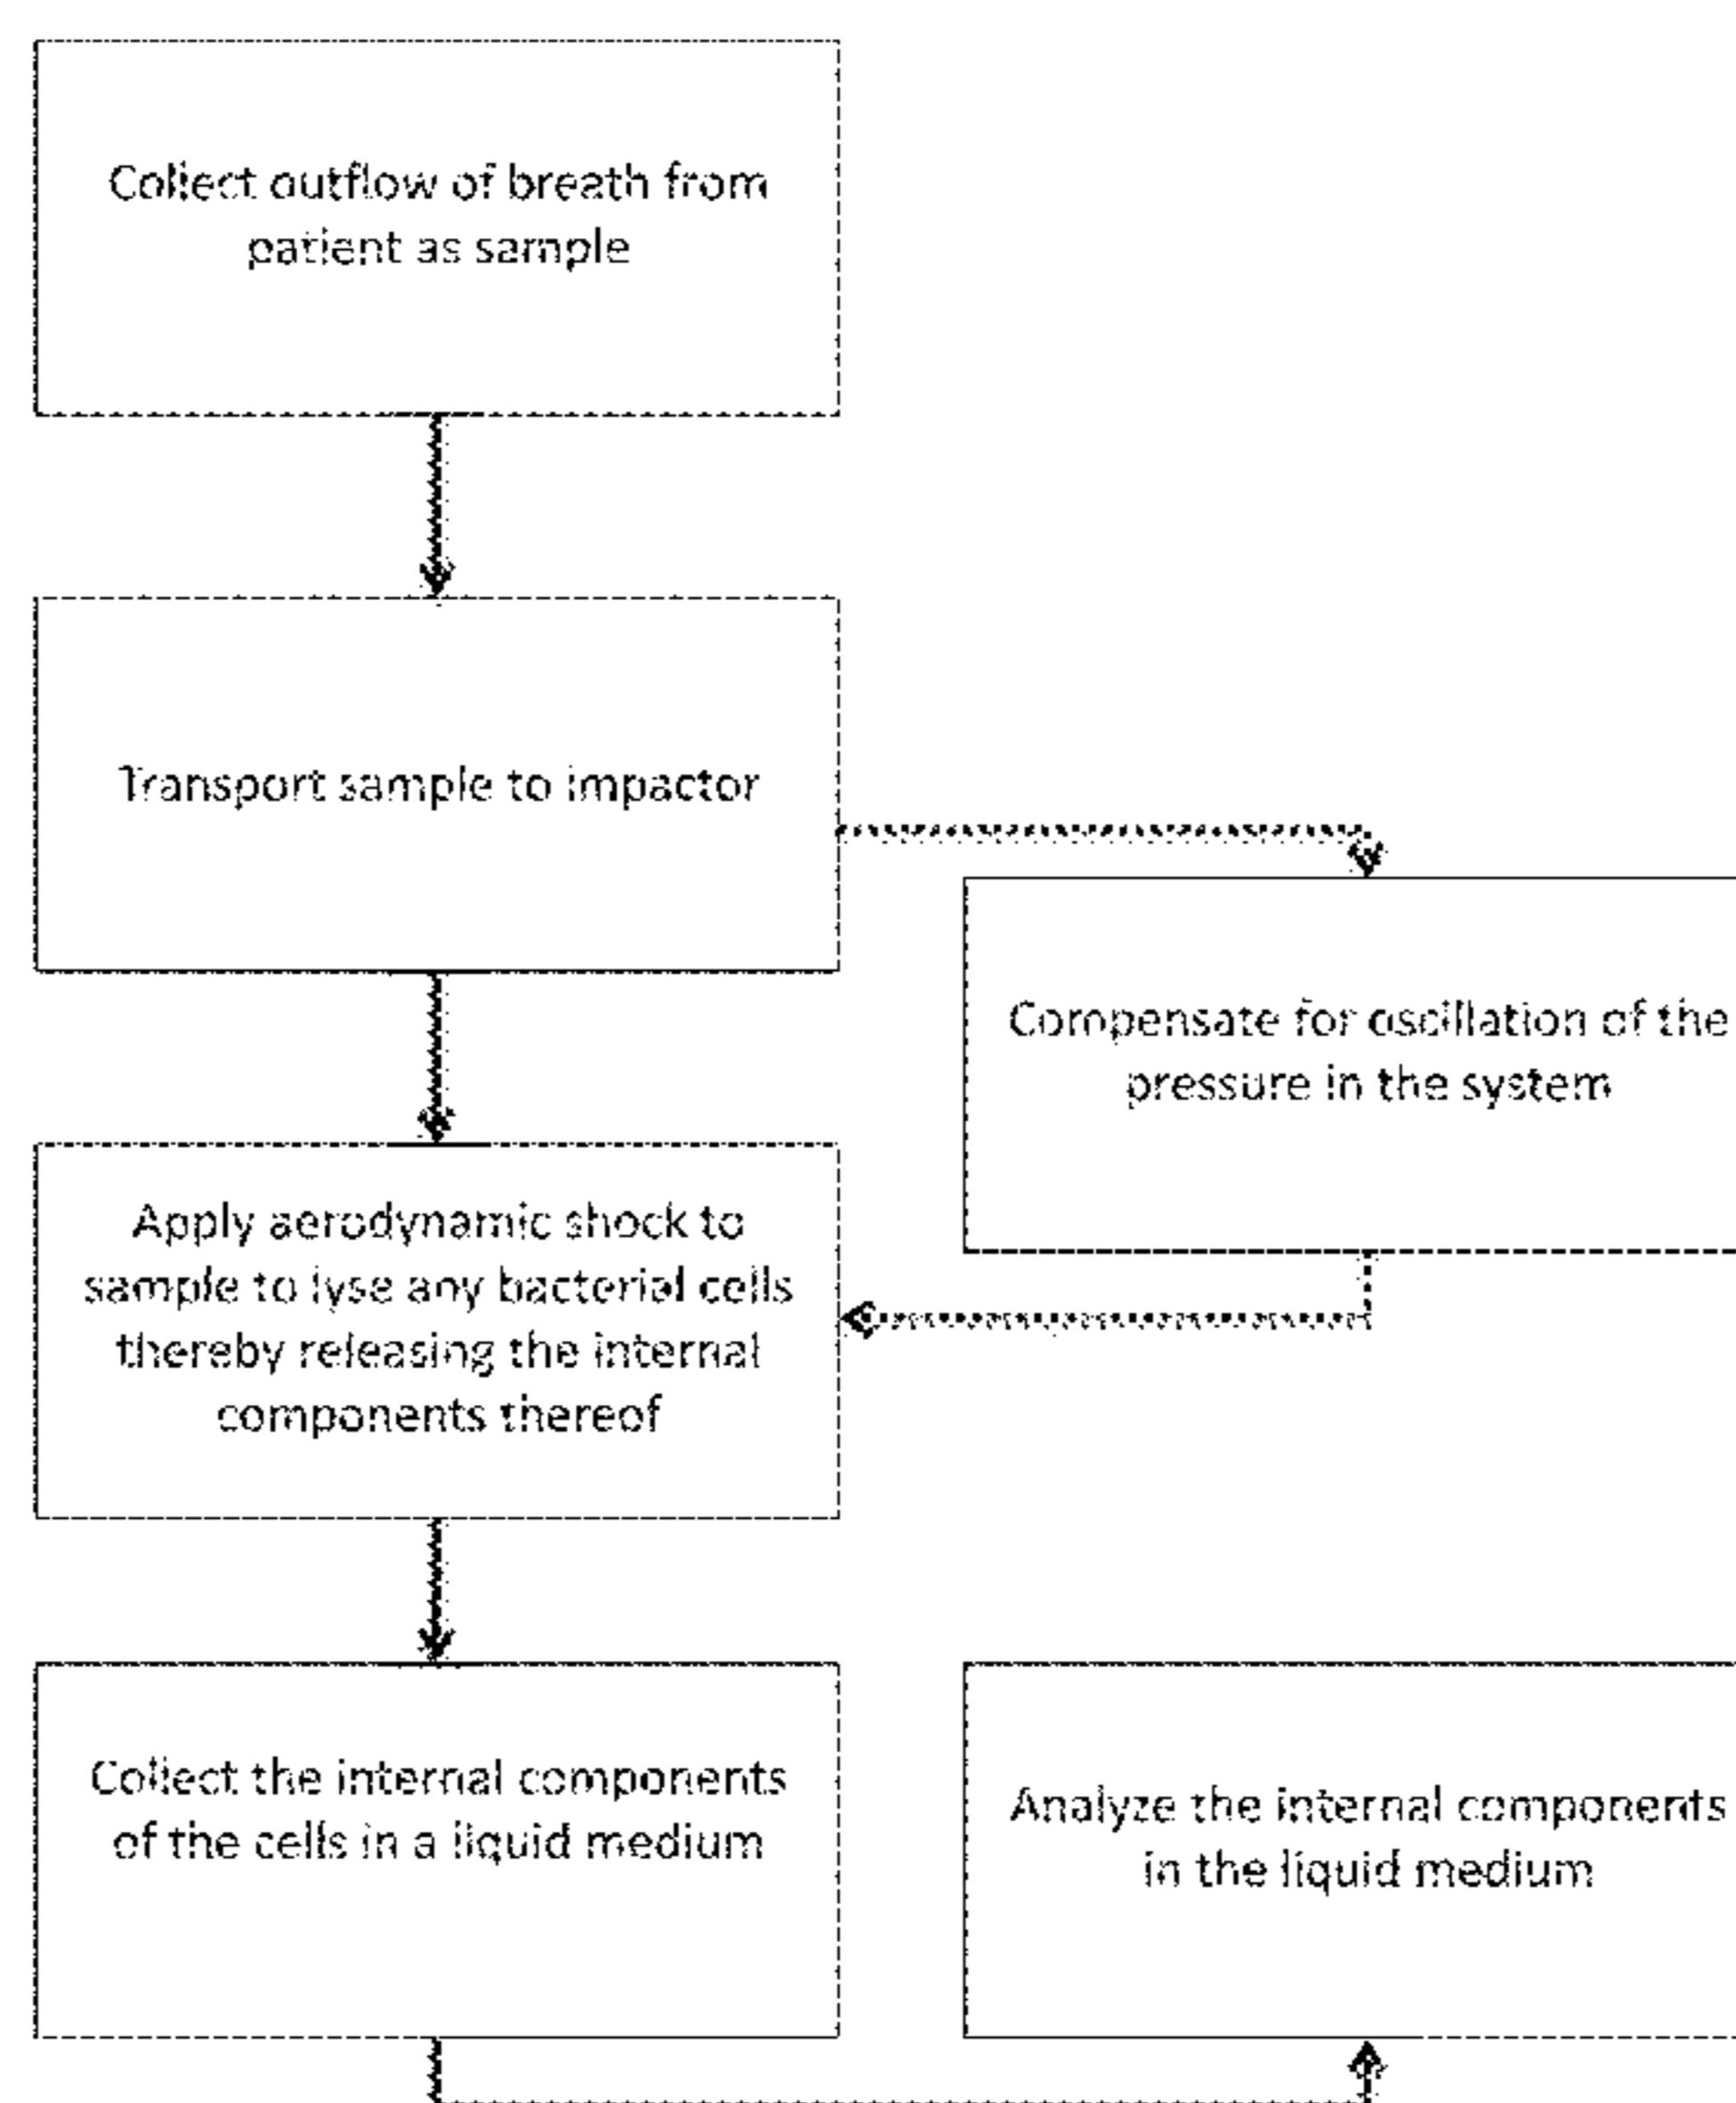 Collect outflow of breath from
patient as sample
Transport sample to impactor
Compensate for oscillation of the
pressure in the system
Apply aerodynamic shock to
sample to lyse any bacterial cells
thereby releasing the internal
components thereof
Collect the internal components
of the cells in a liquid medium
Analyze the internal components
in the liquid medium